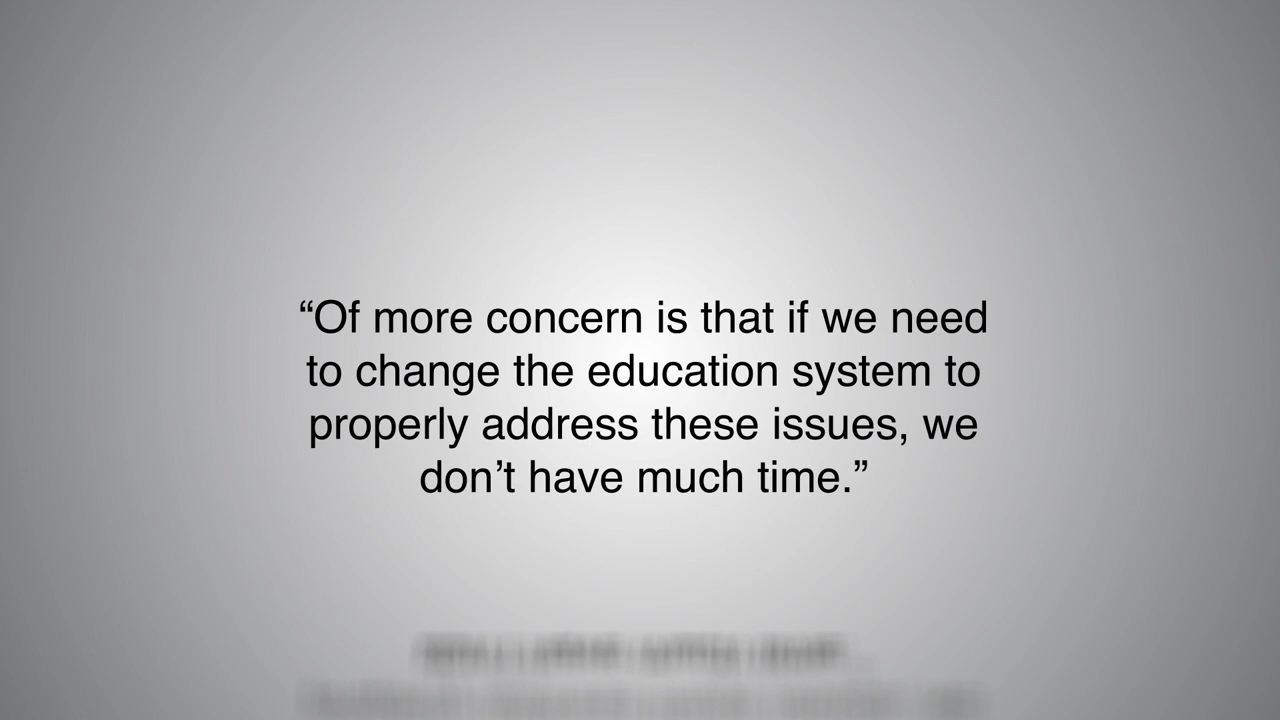 “Of more concern is that if we need
to change the education system to
properly address these issues, we
don’t have much time.”